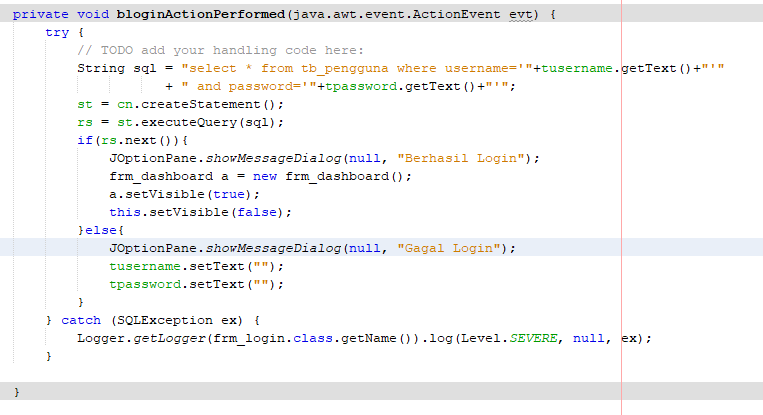 private void bloginActionPerformed(java.awt.event.ActionEvent evt) {
    try {
        // TODO add your handling code here:
        String sql = "select * from tb_pengguna where username='"+tusername.getText()+"'"
                   + " and password='"+tpassword.getText()+"'";
        st = cn.createStatement();
        rs = st.executeQuery(sql);
        if(rs.next()){
            JOptionPane.showMessageDialog(null, "Berhasil Login");
            frm_dashboard a = new frm_dashboard();
            a.setVisible(true);
            this.setVisible(false);
        }else{
            JOptionPane.showMessageDialog(null, "Gagal Login");
            tusername.setText("");
            tpassword.setText("");
        }
    } catch (SQLException ex) {
        Logger.getLogger(frm_login.class.getName()).log(Level.SEVERE, null, ex);
    }
}